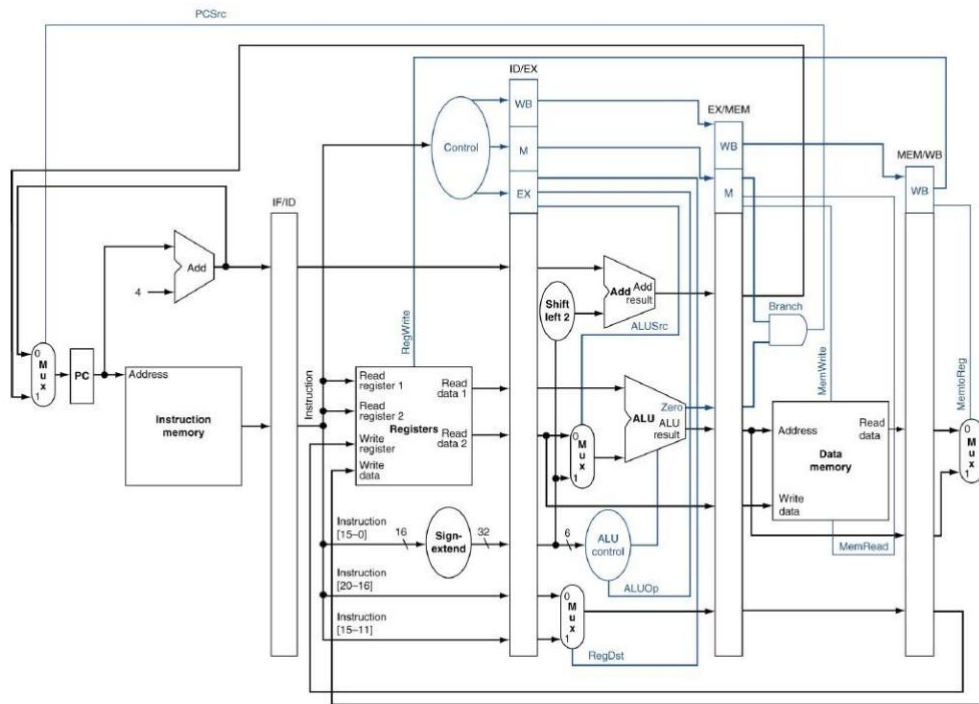 PCSrc
ID/EX
WB
EX/MEM
Control
M
WB
MEM/WB
EX
M
WB
IF/ID
Add
4
Add
Add
result
Shift
left 2
Branch
RegWrite
ALUSrc
MemWrite
MemtoReg
0
M
u
x
1
PC
Address
Instruction
memory
Instruction
Read
register 1
Read
register 2
Write
register
Write
data
Registers
Read
data 1
Read
data 2
0
M
u
x
1
ALU
Zero
ALU
result
Address
Write
data
Read
data
Data
memory
0
M
u
x
1
MemRead
Instruction
[15–0]
16
Sign-
extend
32
6
ALU
control
Instruction
[20–16]
ALUOp
Instruction
[15–11]
0
M
u
x
1
RegDst